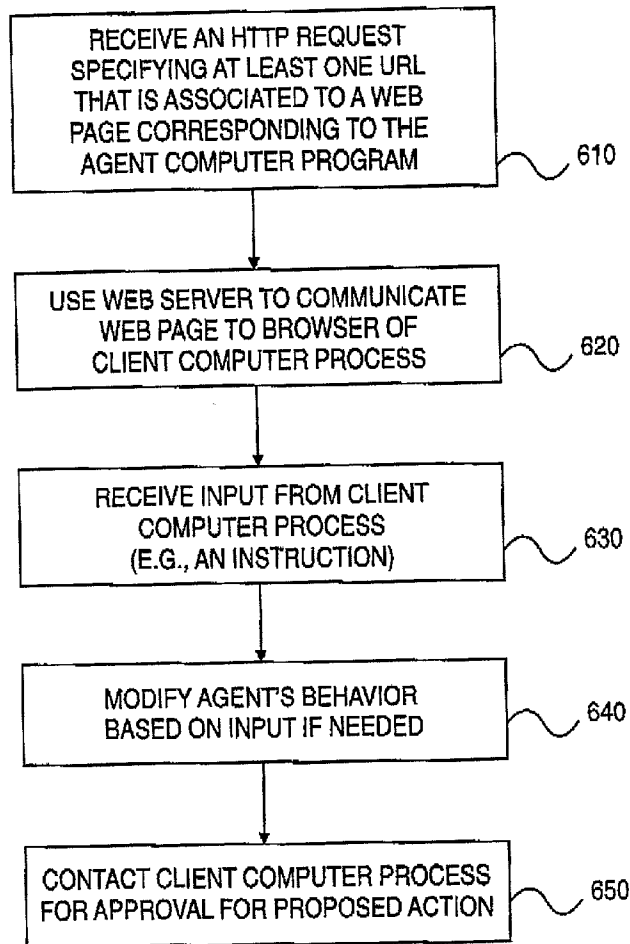 RECEIVE AN HTTP REQUEST
SPECIFYING AT LEAST ONE URL
THAT IS ASSOCIATED TO A WEB
PAGE CORRESPONDING TO THE
AGENT COMPUTER PROGRAM
610
USE WEB SERVER TO COMMUNICATE
WEB PAGE TO BROWSER OF
CLIENT COMPUTER PROCESS
620
RECEIVE INPUT FROM CLIENT
COMPUTER PROCESS
(E.G., AN INSTRUCTION)
630
MODIFY AGENT'S BEHAVIOR
BASED ON INPUT IF NEEDED
640
CONTACT CLIENT COMPUTER PROCESS
FOR APPROVAL FOR PROPOSED ACTION
650